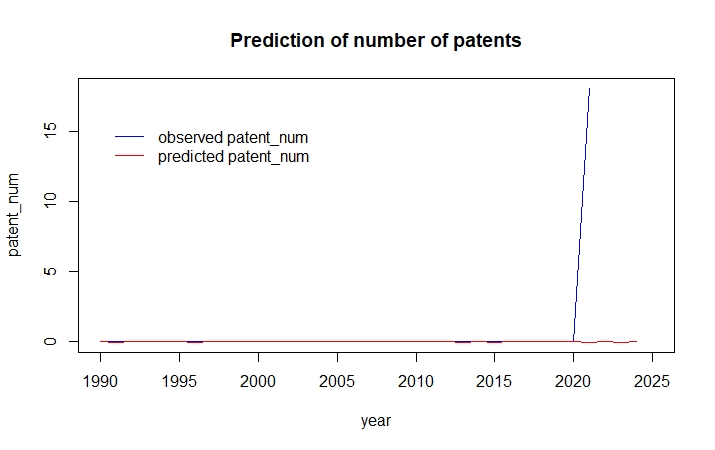 Prediction of number of patents
observed patent_num
predicted patent_num
patent_num
15
10
5
0
1990 1995 2000 2005 2010 2015 2020 2025
year